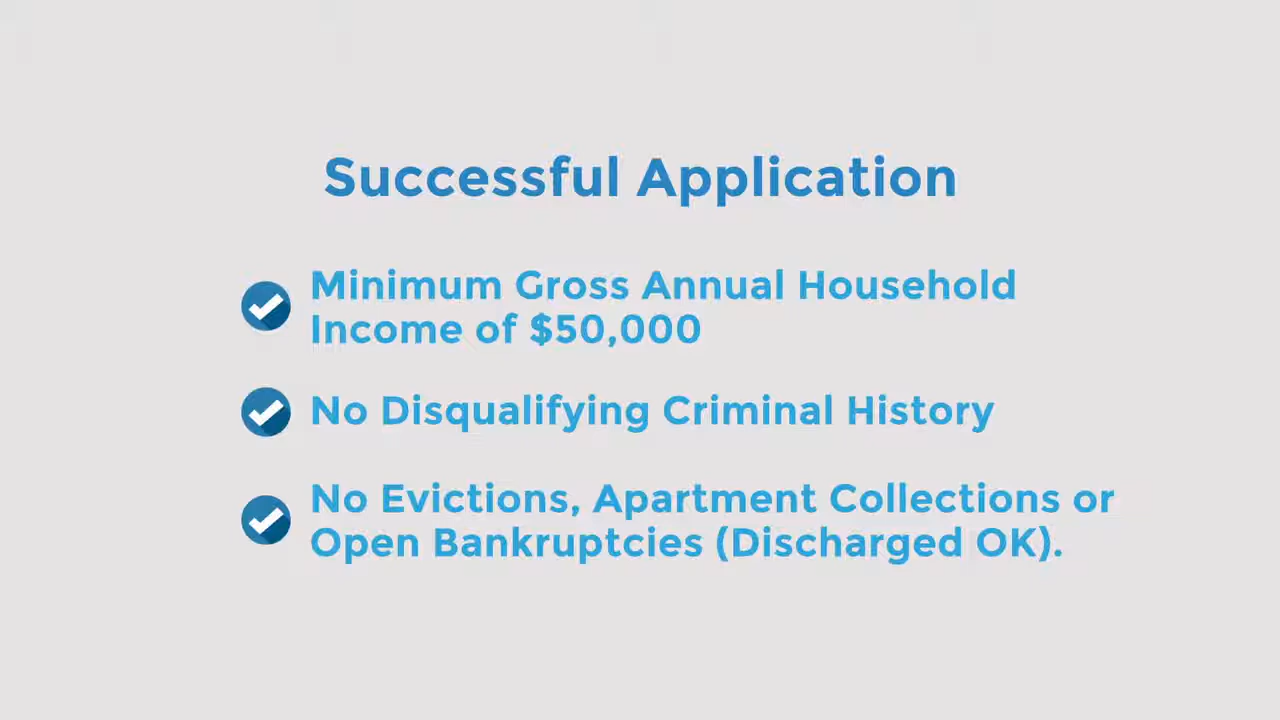 Successful Application
Minimum Gross Annual Household
Income of $50,000
No Disqualifying Criminal History
No Evictions, Apartment Collections or
Open Bankruptcies (Discharged OK).